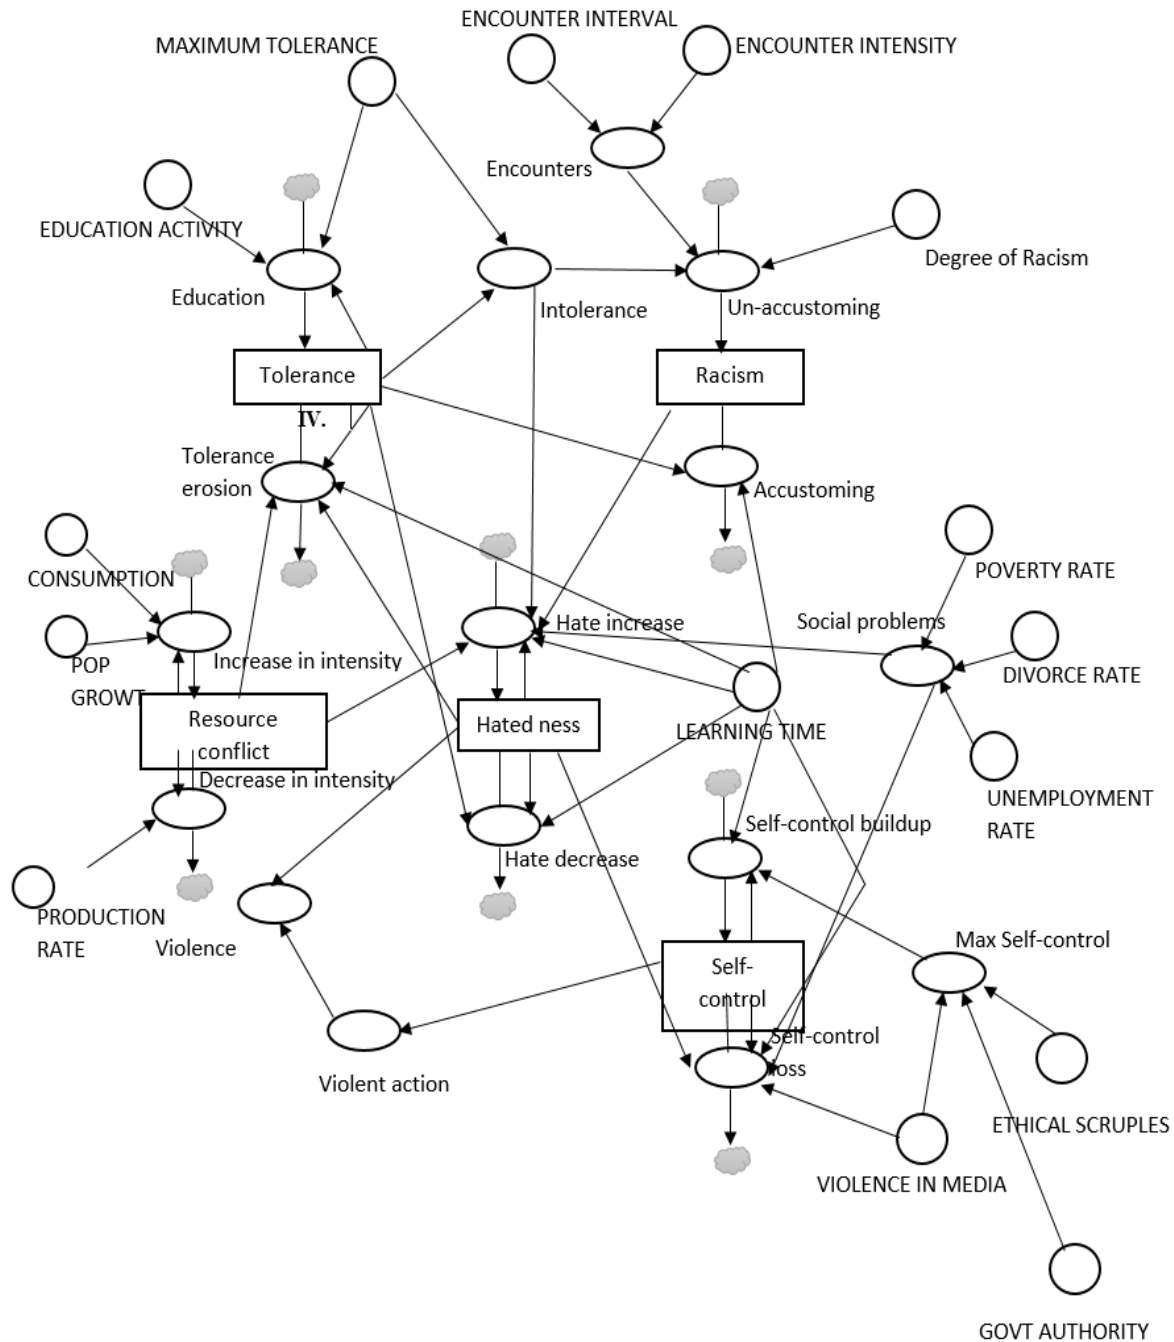 ENCOUNTER INTERVAL
MAXIMUM TOLERANCE
ENCOUNTER INTENSITY
Encounters
EDUCATION ACTIVITY
Degree of Racism
Education
Intolerance
Un-accustoming
Tolerance
Racism
IV.
Tolerance
erosion
Accustoming
CONSUMPTION
POVERTY RATE
Hate increase
Social problems
POP
GROWT
Increase in intensity
DIVORCE RATE
Resource
conflict
Hated ness
LEARNING TIME
Decrease in intensity
UNEMPLOYMENT
RATE
Self-control buildup
Hate decrease
PRODUCTION
RATE
Violence
Max Self-control
Self-
control
Self-control
loss
Violent action
ETHICAL SCRUPLES
VIOLENCE IN MEDIA
GOVT AUTHORITY